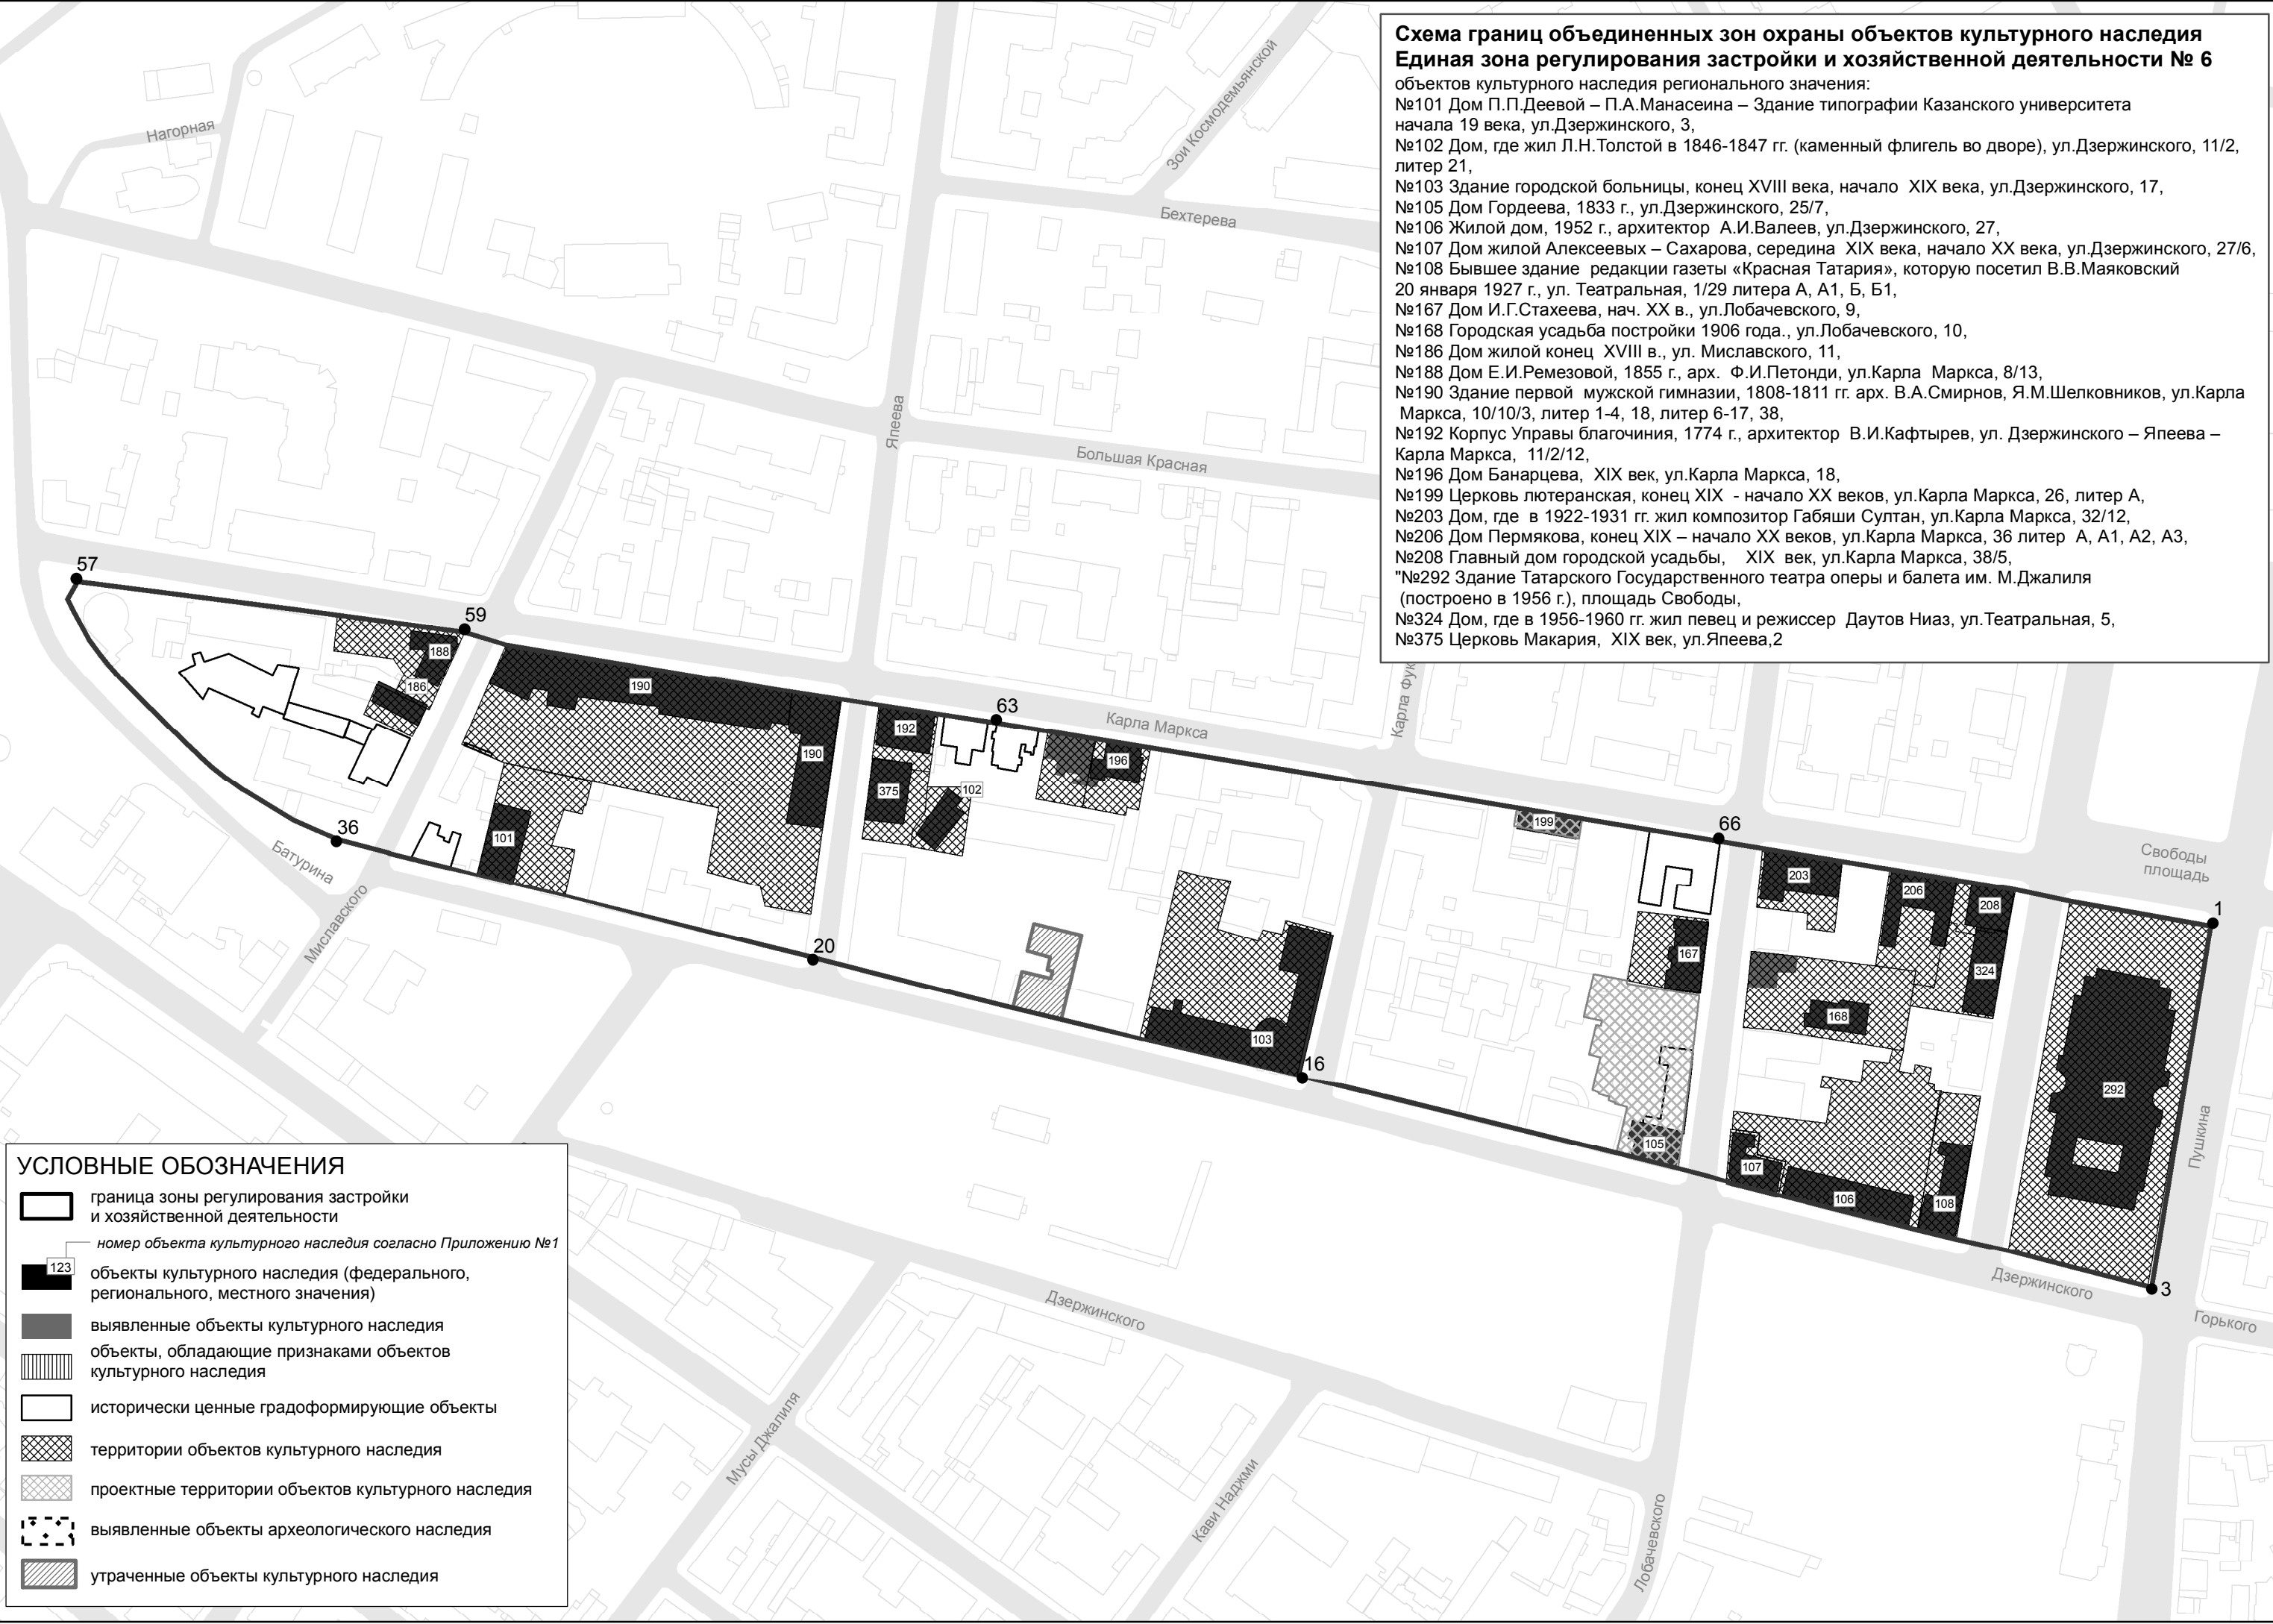 Схема границ объединенных зон охраны объектов культурного наследия
Единая зона регулирования застройки и хозяйственной деятельности № 6
объектов культурного наследия регионального значения:
№101 Дом П.П.Деевой – П.А.Манасеина – Здание типографии Казанского университета
начала 19 века, ул.Дзержинского, 3,
№102 Дом, где жил Л.Н.Толстой в 1846-1847 гг. (каменный флигель во дворе), ул.Дзержинского, 11/2,
литер 21,
№103 Здание городской больницы, конец XVIII века, начало  XIX века, ул.Дзержинского, 17,
№105 Дом Гордеева, 1833 г., ул.Дзержинского, 25/7,
№106 Жилой дом, 1952 г., архитектор  А.И.Валеев, ул.Дзержинского, 27,
№107 Дом жилой Алексеевых – Сахарова, середина  XIX века, начало XX века, ул.Дзержинского, 27/6,
№108 Бывшее здание  редакции газеты «Красная Татария», которую посетил В.В.Маяковский
20 января 1927 г., ул. Театральная, 1/29 литера А, А1, Б, Б1,
№167 Дом И.Г.Стахеева, нач. XX в., ул.Лобачевского, 9,
№168 Городская усадьба постройки 1906 года., ул.Лобачевского, 10,
№186 Дом жилой конец  XVIII в., ул. Миславского, 11,
№188 Дом Е.И.Ремезовой, 1855 г., арх.  Ф.И.Петонди, ул.Карла  Маркса, 8/13,
№190 Здание первой  мужской гимназии, 1808-1811 гг. арх. В.А.Смирнов, Я.М.Шелковников, ул.Карла
Маркса, 10/10/3, литер 1-4, 18, литер 6-17, 38,
№192 Корпус Управы благочиния, 1774 г., архитектор  В.И.Кафтырев, ул. Дзержинского – Япеева –
Карла Маркса,  11/2/12,
№196 Дом Банарцева,  XIX век, ул.Карла Маркса, 18,
№199 Церковь лютеранская, конец XIX  - начало XX веков, ул.Карла Маркса, 26, литер А,
№203 Дом, где  в 1922-1931 гг. жил композитор Габяши Султан, ул.Карла Маркса, 32/12,
№206 Дом Пермякова, конец XIX – начало XX веков, ул.Карла Маркса, 36 литер  А, А1, А2, А3,
№208 Главный дом городской усадьбы,    XIX  век, ул.Карла Маркса, 38/5,
"№292 Здание Татарского Государственного театра оперы и балета им. М.Джалиля
(построено в 1956 г.), площадь Свободы,
№324 Дом, где в 1956-1960 гг. жил певец и режиссер  Даутов Ниаз, ул.Театральная, 5,
№375 Церковь Макария,  XIX век, ул.Япеева,2
Нагорная
Зои Космодемьянской
Бехтерева
Япеева
Большая Красная
Карла Фук
Карла Маркса
Свободы
площадь
Батурина
Миславского
Пушкина
Дзержинского
Горького
Дзержинского
Мусы Джалиля
Кави Наджми
Лобачевского
57
59
63
66
1
36
20
16
3
188
186
190
190
192
375
102
196
101
103
199
203
206
208
167
324
168
292
105
107
106
108
УСЛОВНЫЕ ОБОЗНАЧЕНИЯ
граница зоны регулирования застройки
и хозяйственной деятельности
номер объекта культурного наследия согласно Приложению №1
123
объекты культурного наследия (федерального,
регионального, местного значения)
выявленные объекты культурного наследия
объекты, обладающие признаками объектов
культурного наследия
исторически ценные градоформирующие объекты
территории объектов культурного наследия
проектные территории объектов культурного наследия
выявленные объекты археологического наследия
утраченные объекты культурного наследия